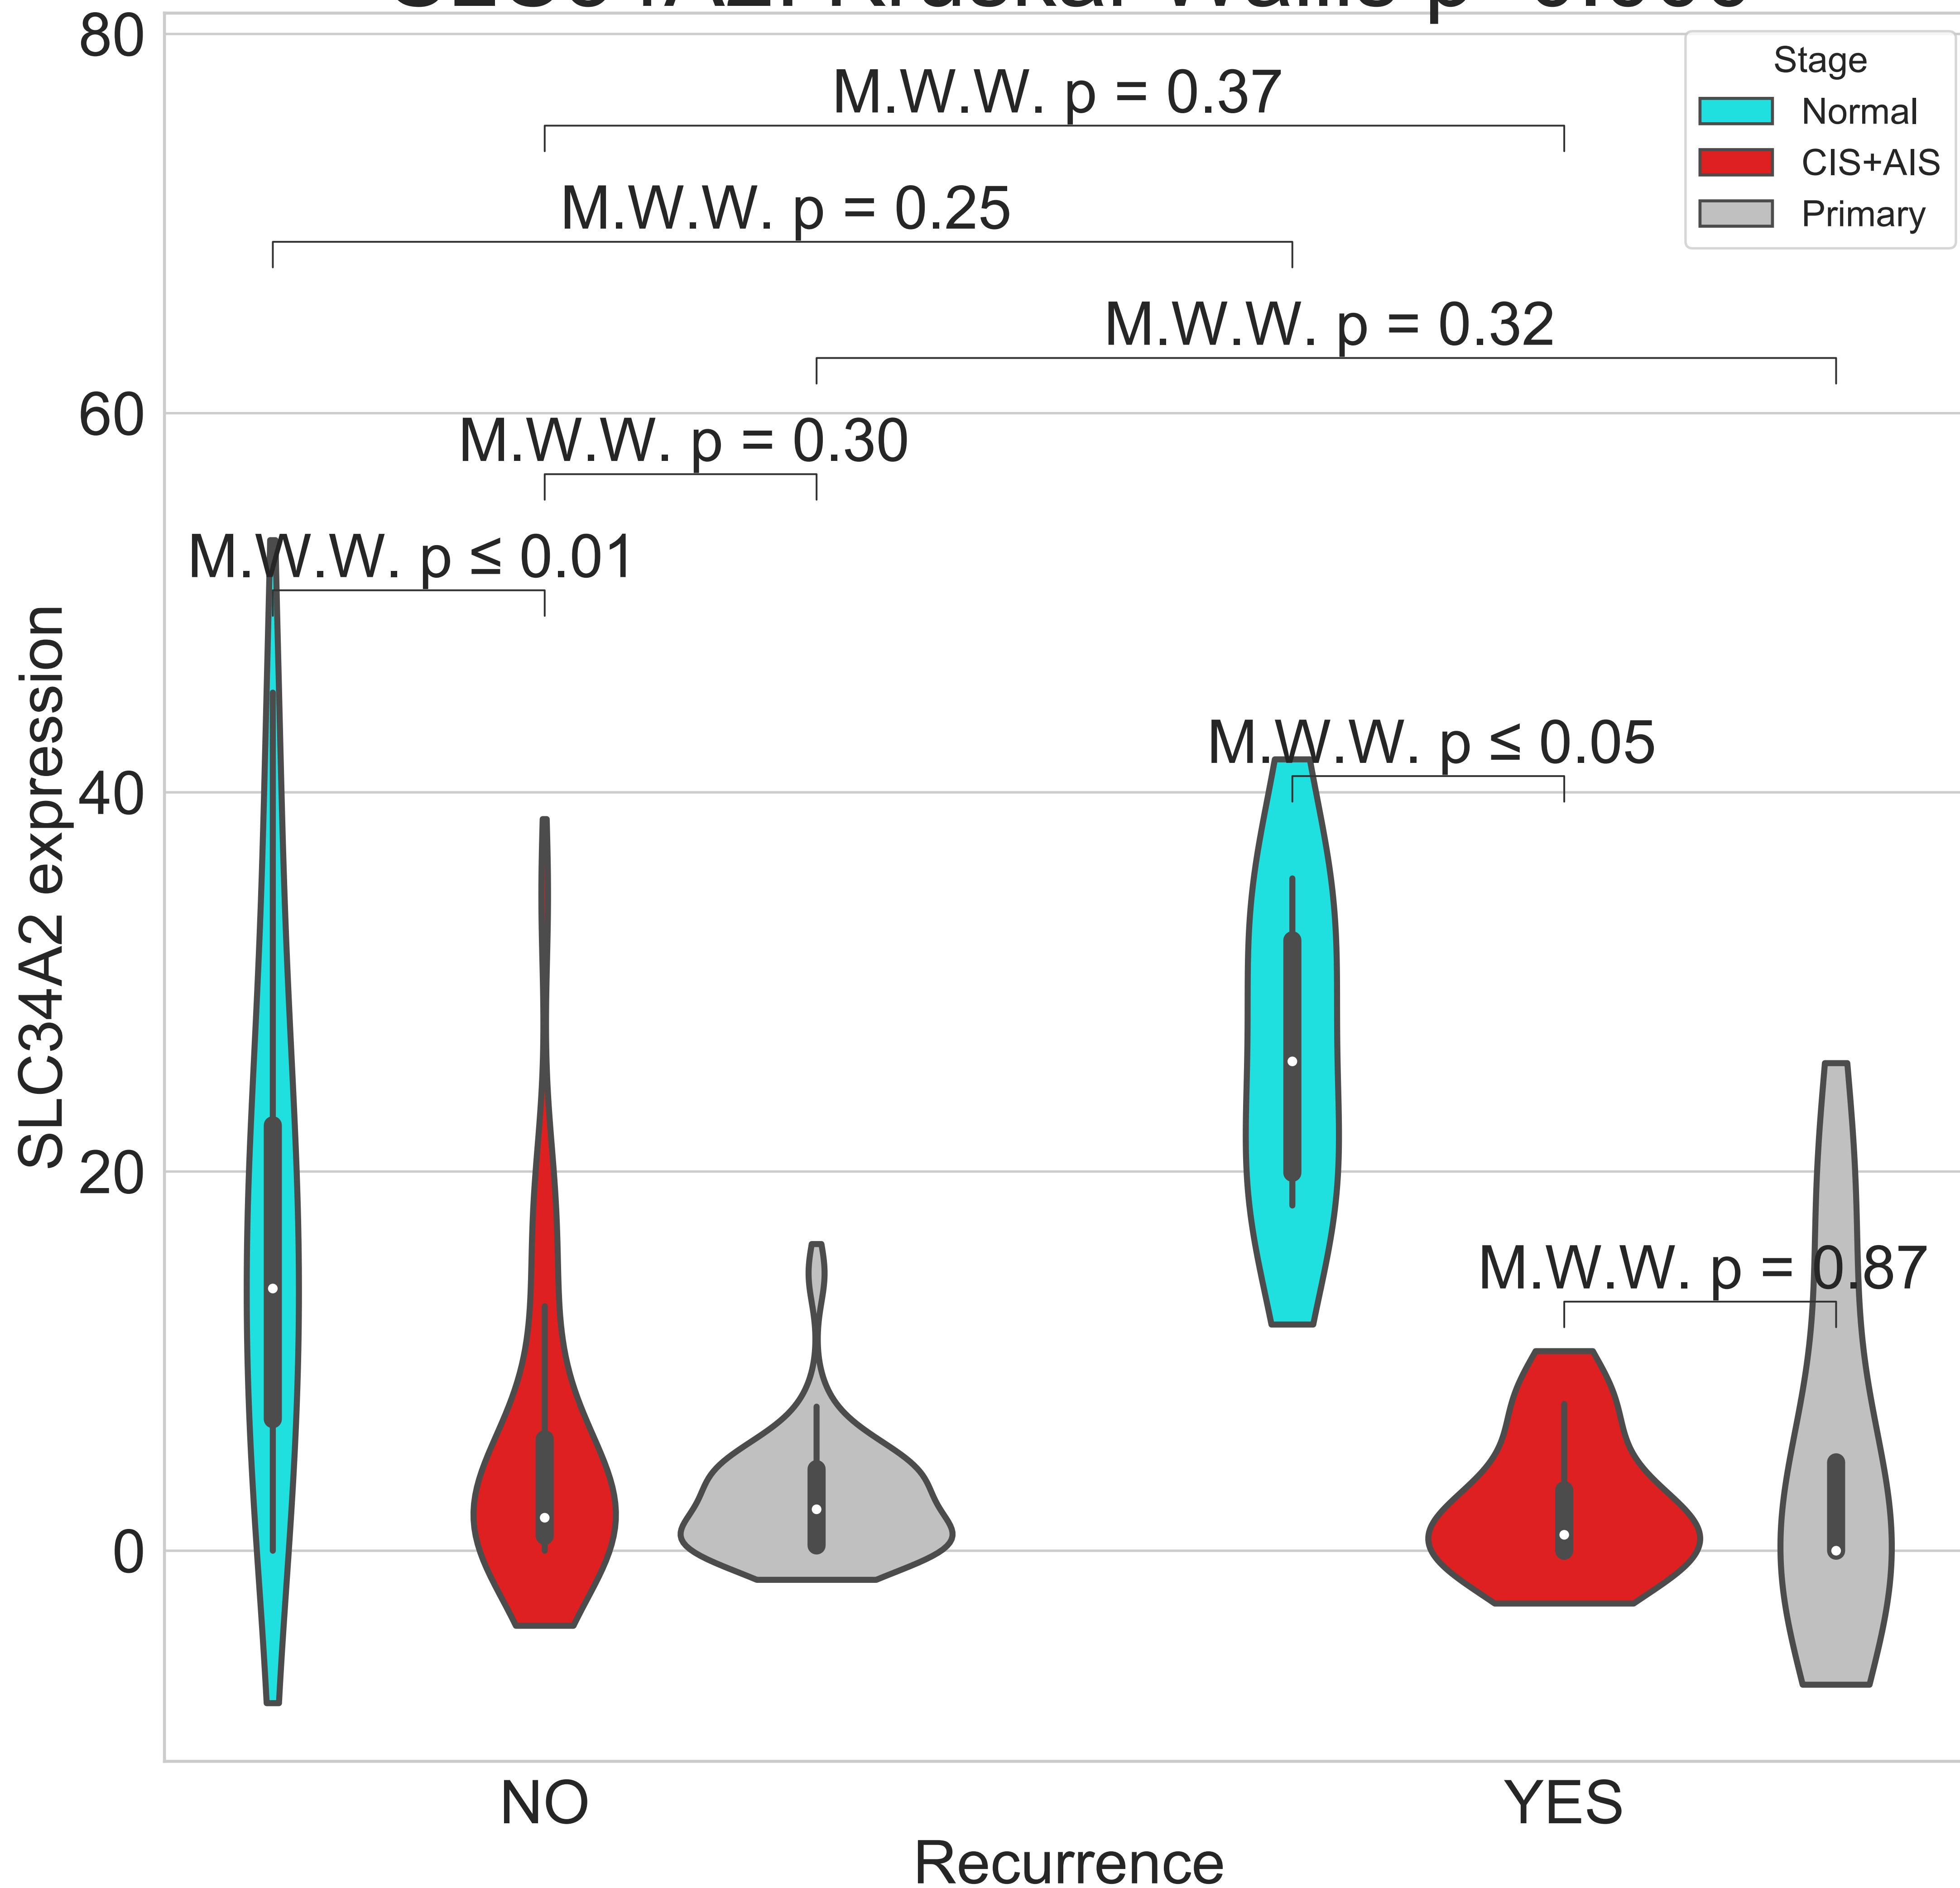 80
Stage
Normal
CIS+AIS
Primary
M.W.W. p = 0.37
M.W.W. p = 0.25
M.W.W. p = 0.32
60
M.W.W. p = 0.30
M.W.W. p ≤ 0.01
M.W.W. p ≤ 0.05
40
SLC34A2 expression
20
M.W.W. p = 0.87
0
NO
YES
Recurrence